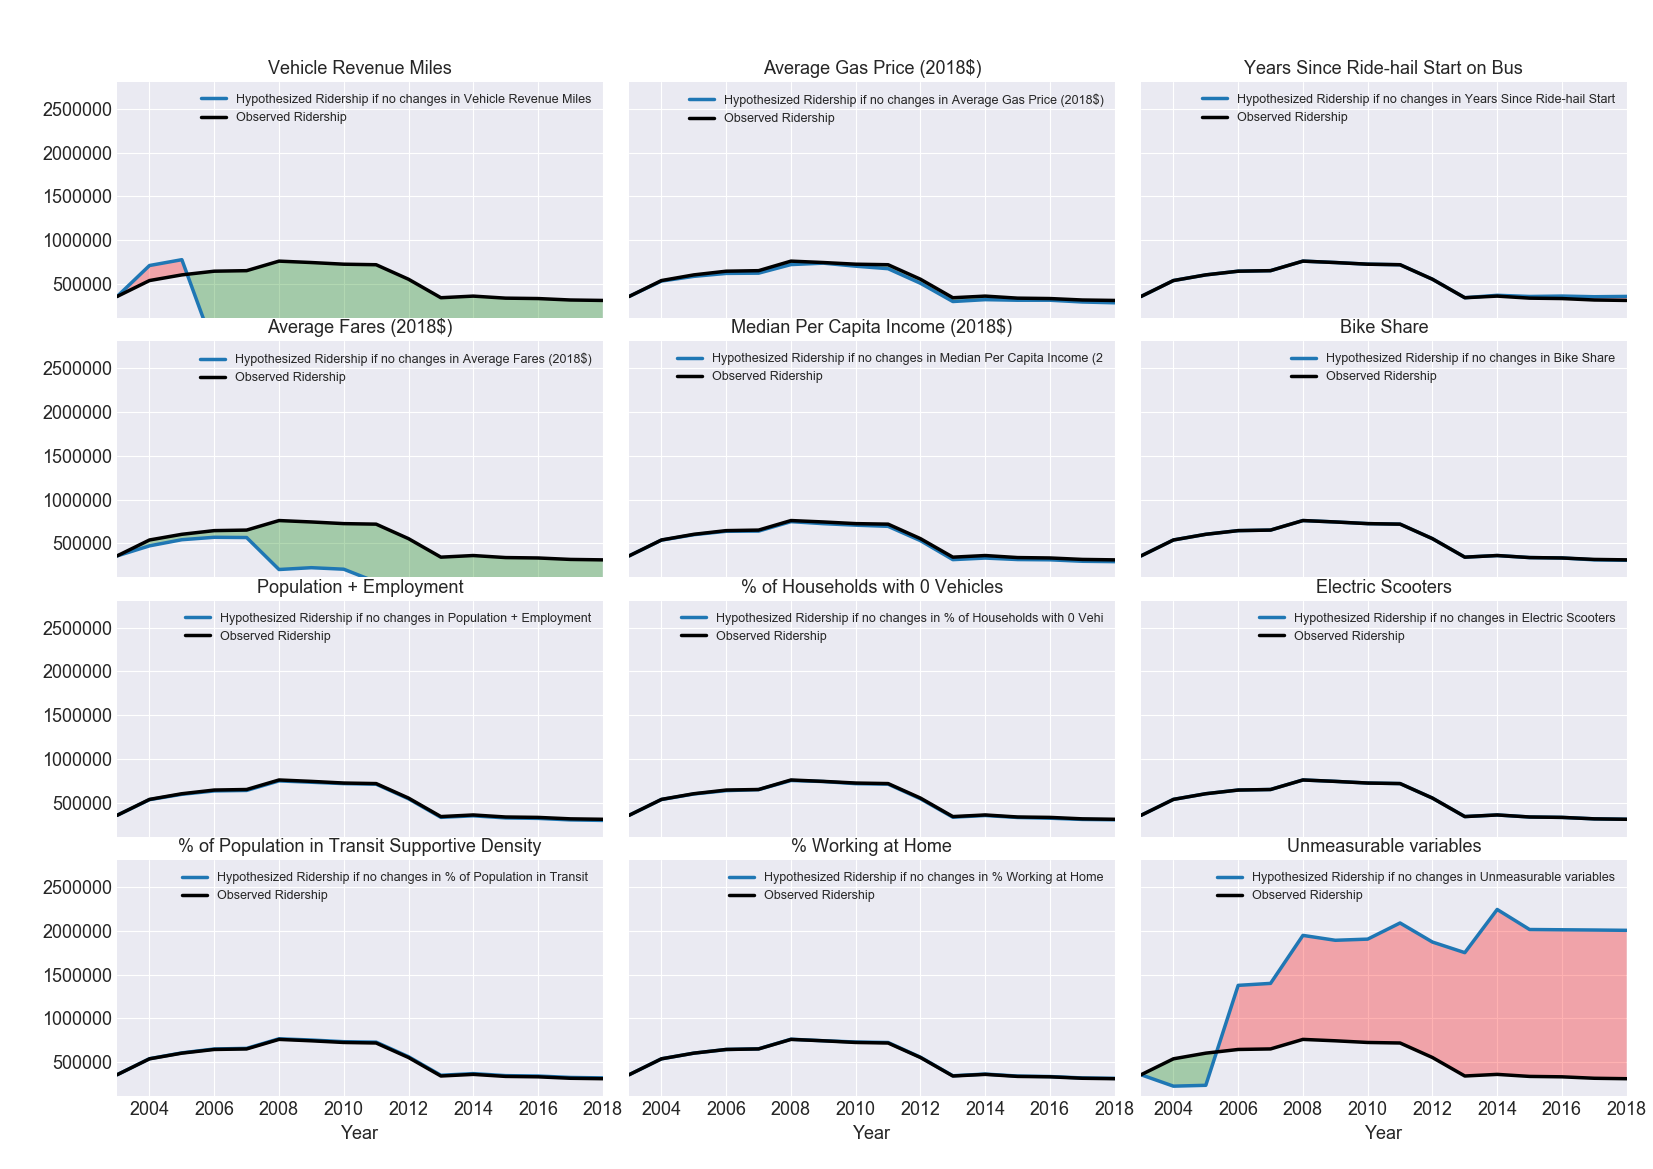 Vehicle Revenue Miles
Average Gas Price (2018$)
Years Since Ride-hail Start on Bus
2500000
2000000
1500000
1000000
500000
Hypothesized Ridership if no changes in Vehicle Revenue Miles
Observed Ridership
Hypothesized Ridership if no changes in Average Gas Price (2018$)
Observed Ridership
Hypothesized Ridership if no changes in Years Since Ride-hail Start
Observed Ridership
Average Fares (2018$)
Median Per Capita Income (2018$)
Bike Share
2500000
2000000
1500000
1000000
500000
Hypothesized Ridership if no changes in Average Fares (2018$)
Observed Ridership
Hypothesized Ridership if no changes in Median Per Capita Income (2
Observed Ridership
Hypothesized Ridership if no changes in Bike Share
Observed Ridership
Population + Employment
% of Households with 0 Vehicles
Electric Scooters
2500000
2000000
1500000
1000000
500000
Hypothesized Ridership if no changes in Population + Employment
Observed Ridership
Hypothesized Ridership if no changes in % of Households with 0 Vehi
Observed Ridership
Hypothesized Ridership if no changes in Electric Scooters
Observed Ridership
% of Population in Transit Supportive Density
% Working at Home
Unmeasurable variables
2500000
2000000
1500000
1000000
500000
Hypothesized Ridership if no changes in % of Population in Transit
Observed Ridership
Hypothesized Ridership if no changes in % Working at Home
Observed Ridership
Hypothesized Ridership if no changes in Unmeasurable variables
Observed Ridership
2004 2006 2008 2010 2012 2014 2016 2018
2004 2006 2008 2010 2012 2014 2016 2018
2004 2006 2008 2010 2012 2014 2016 2018
Year
Year
Year